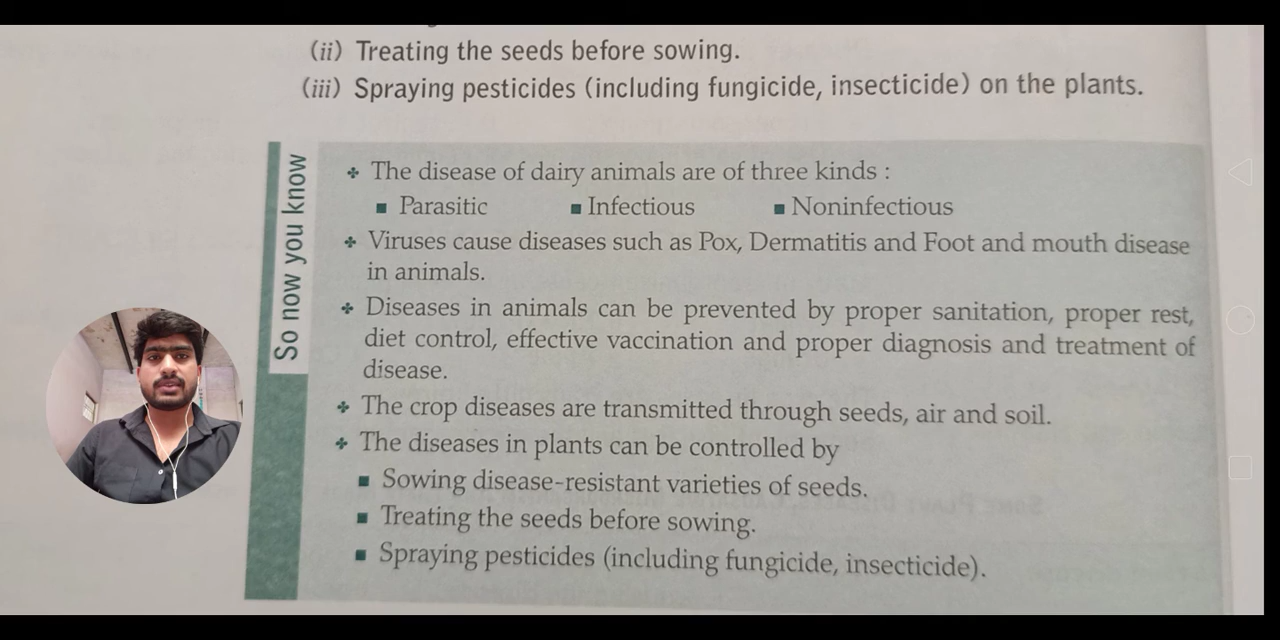 (ii) Treating the seeds before sowing.
(iii) Spraying pesticides (including fungicide, insecticide) on the plants.
So now you know
The disease of dairy animals are of three kinds :
Parasitic Infectious Noninfectious
Viruses cause diseases such as Pox, Dermatitis and Foot and mouth disease
in animals.
Diseases in animals can be prevented by proper sanitation, proper rest,
diet control, effective vaccination and proper diagnosis and treatment of
disease.
The crop diseases are transmitted through seeds, air and soil.
The diseases in plants can be controlled by
Sowing disease-resistant varieties of seeds.
Treating the seeds before sowing.
Spraying pesticides (including fungicide, insecticide).